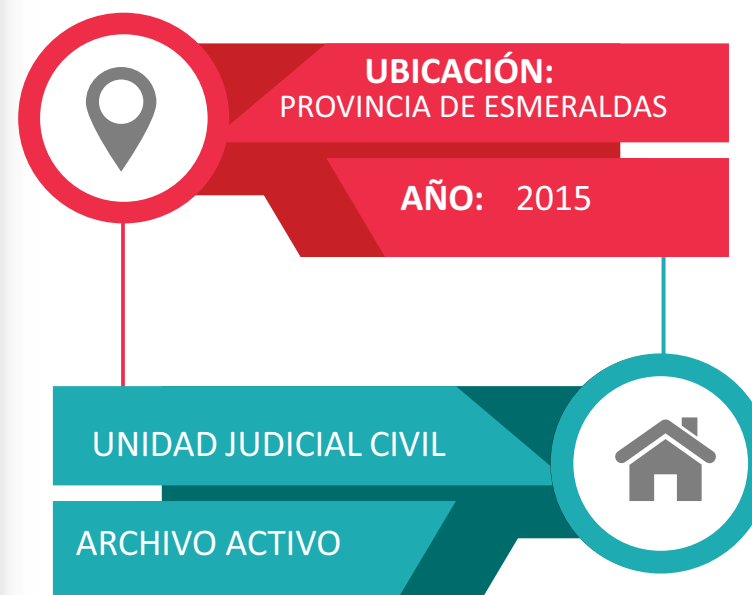 UBICACIÓN:
PROVINCIA DE ESMERALDAS
AÑO: 2015
UNIDAD JUDICIAL CIVIL
ARCHIVO ACTIVO